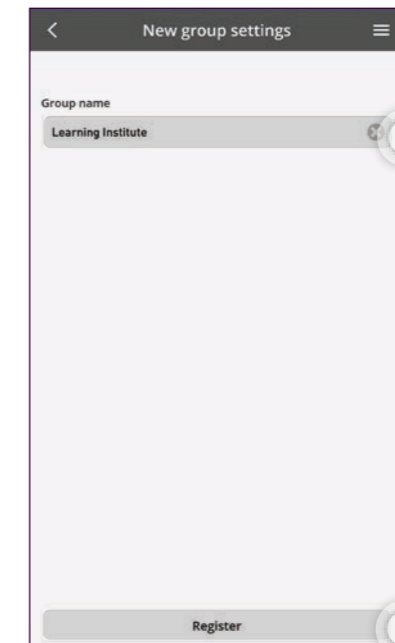 New group settings
Group name
Learning Institute
Register